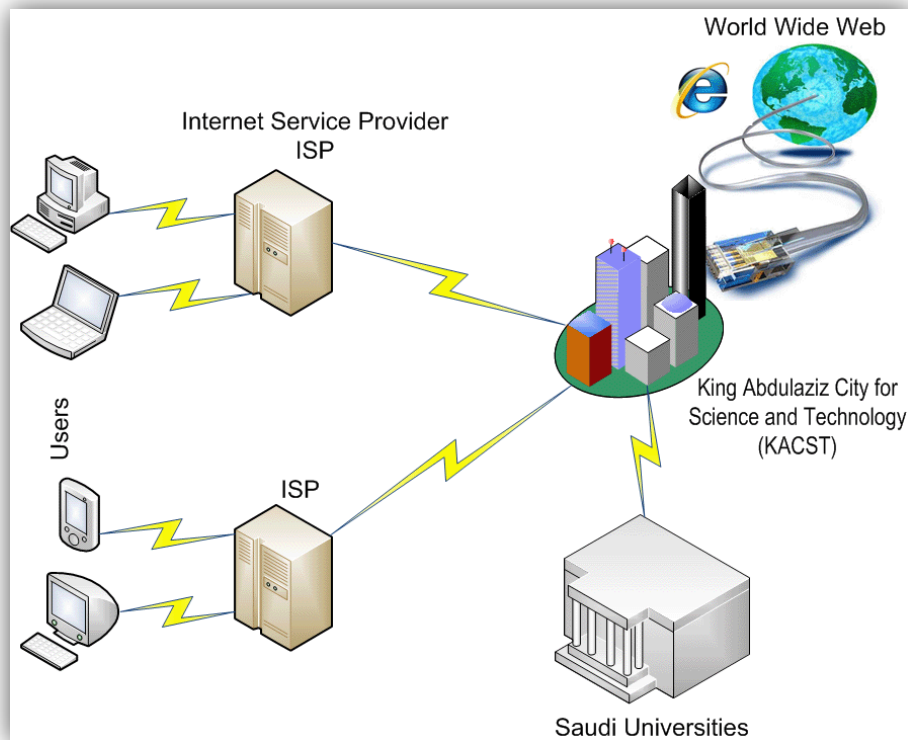 World Wide Web
Internet Service Provider
ISP
King Abdulaziz City for
Science and Technology
(KACST)
Users
ISP
Saudi Universities